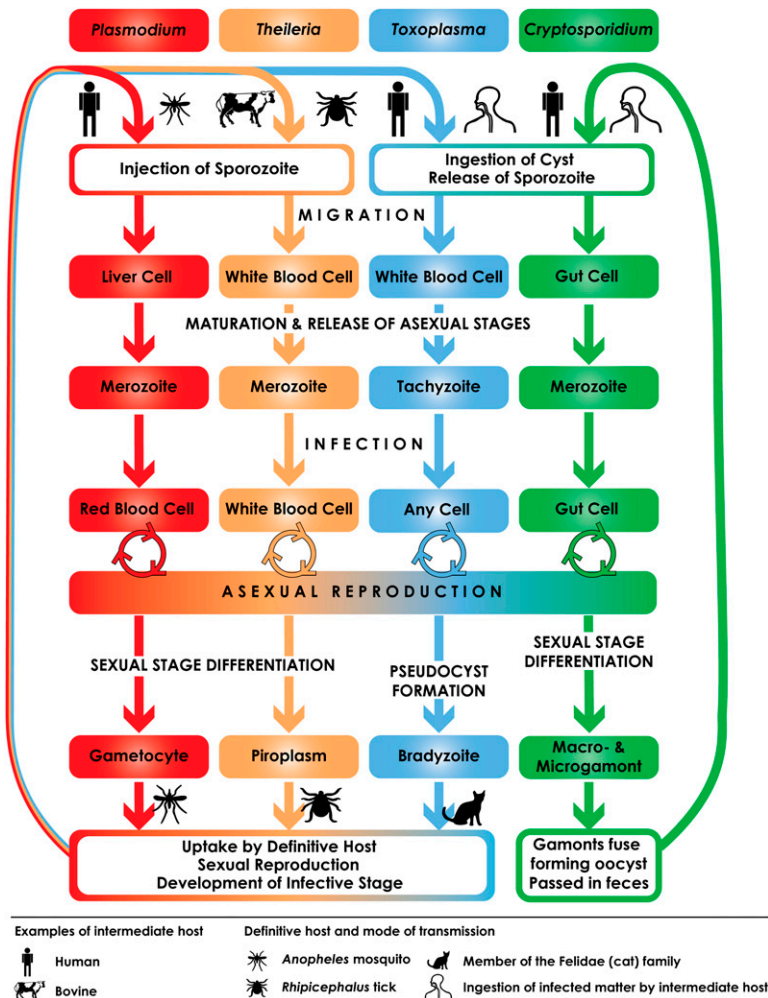 Plasmodium
Theileria
Toxoplasma
Cryptosporidium
Injection of Sporozoite
Ingestion of Cyst
Release of Sporozoite
MIGRATION
Liver Cell
White Blood Cell
White Blood Cell
Gut Cell
MATURATION & RELEASE OF ASEXUAL STAGES
Merozoite
Merozoite
Tachyzoite
Merozoite
INFECTION
Red Blood Cell
White Blood Cell
Any Cell
Gut Cell
ASEXUAL REPRODUCTION
SEXUAL STAGE DIFFERENTIATION
PSEUDOCYST
FORMATION
SEXUAL STAGE
DIFFERENTIATION
Gametocyte
Piroplasm
Bradyzoite
Macro- &
Microgamont
Uptake by Definitive Host
Sexual Reproduction
Development of Infective Stage
Gamonts fuse
forming oocyst
Passed in feces
Examples of intermediate host
Human
Bovine
Definitive host and mode of transmission
Anopheles mosquito
Rhipicephalus tick
Member of the Felidae (cat) family
Ingestion of infected matter by intermediate host